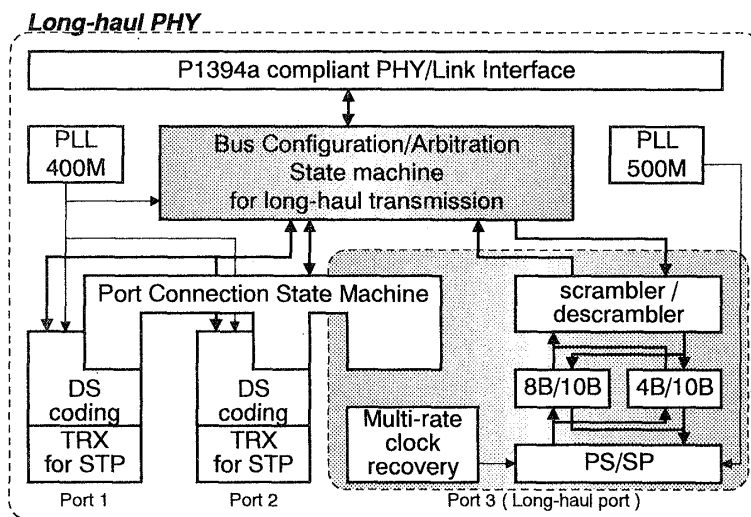 Long-haul PHY
P1394a compliant PHY/Link Interface
PLL
400M
Bus Configuration/Arbitration
State machine
for long-haul transmission
PLL
500M
Port Connection State Machine
scrambler /
descrambler
DS
coding
DS
coding
8B/10B
4B/10B
TRX
for STP
TRX
for STP
Multi-rate
clock
recovery
PS/SP
Port 1
Port 2
Port 3 ( Long-haul port )